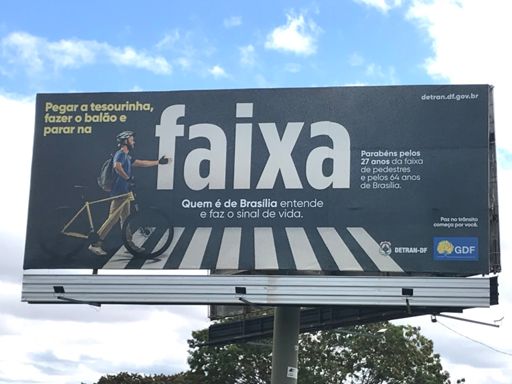 detran.df.gov.br
Pegar a tesourinha,
fazer o balão e
parar na
faixa
Quem é de Brasília entende
e faz o sinal de vida.
Parabéns pelos
27 anos da faixa
de pedestres
e pelos 64 anos
de Brasília.
Paz no trânsito
começa por você.
DETRAN-DF
GDF